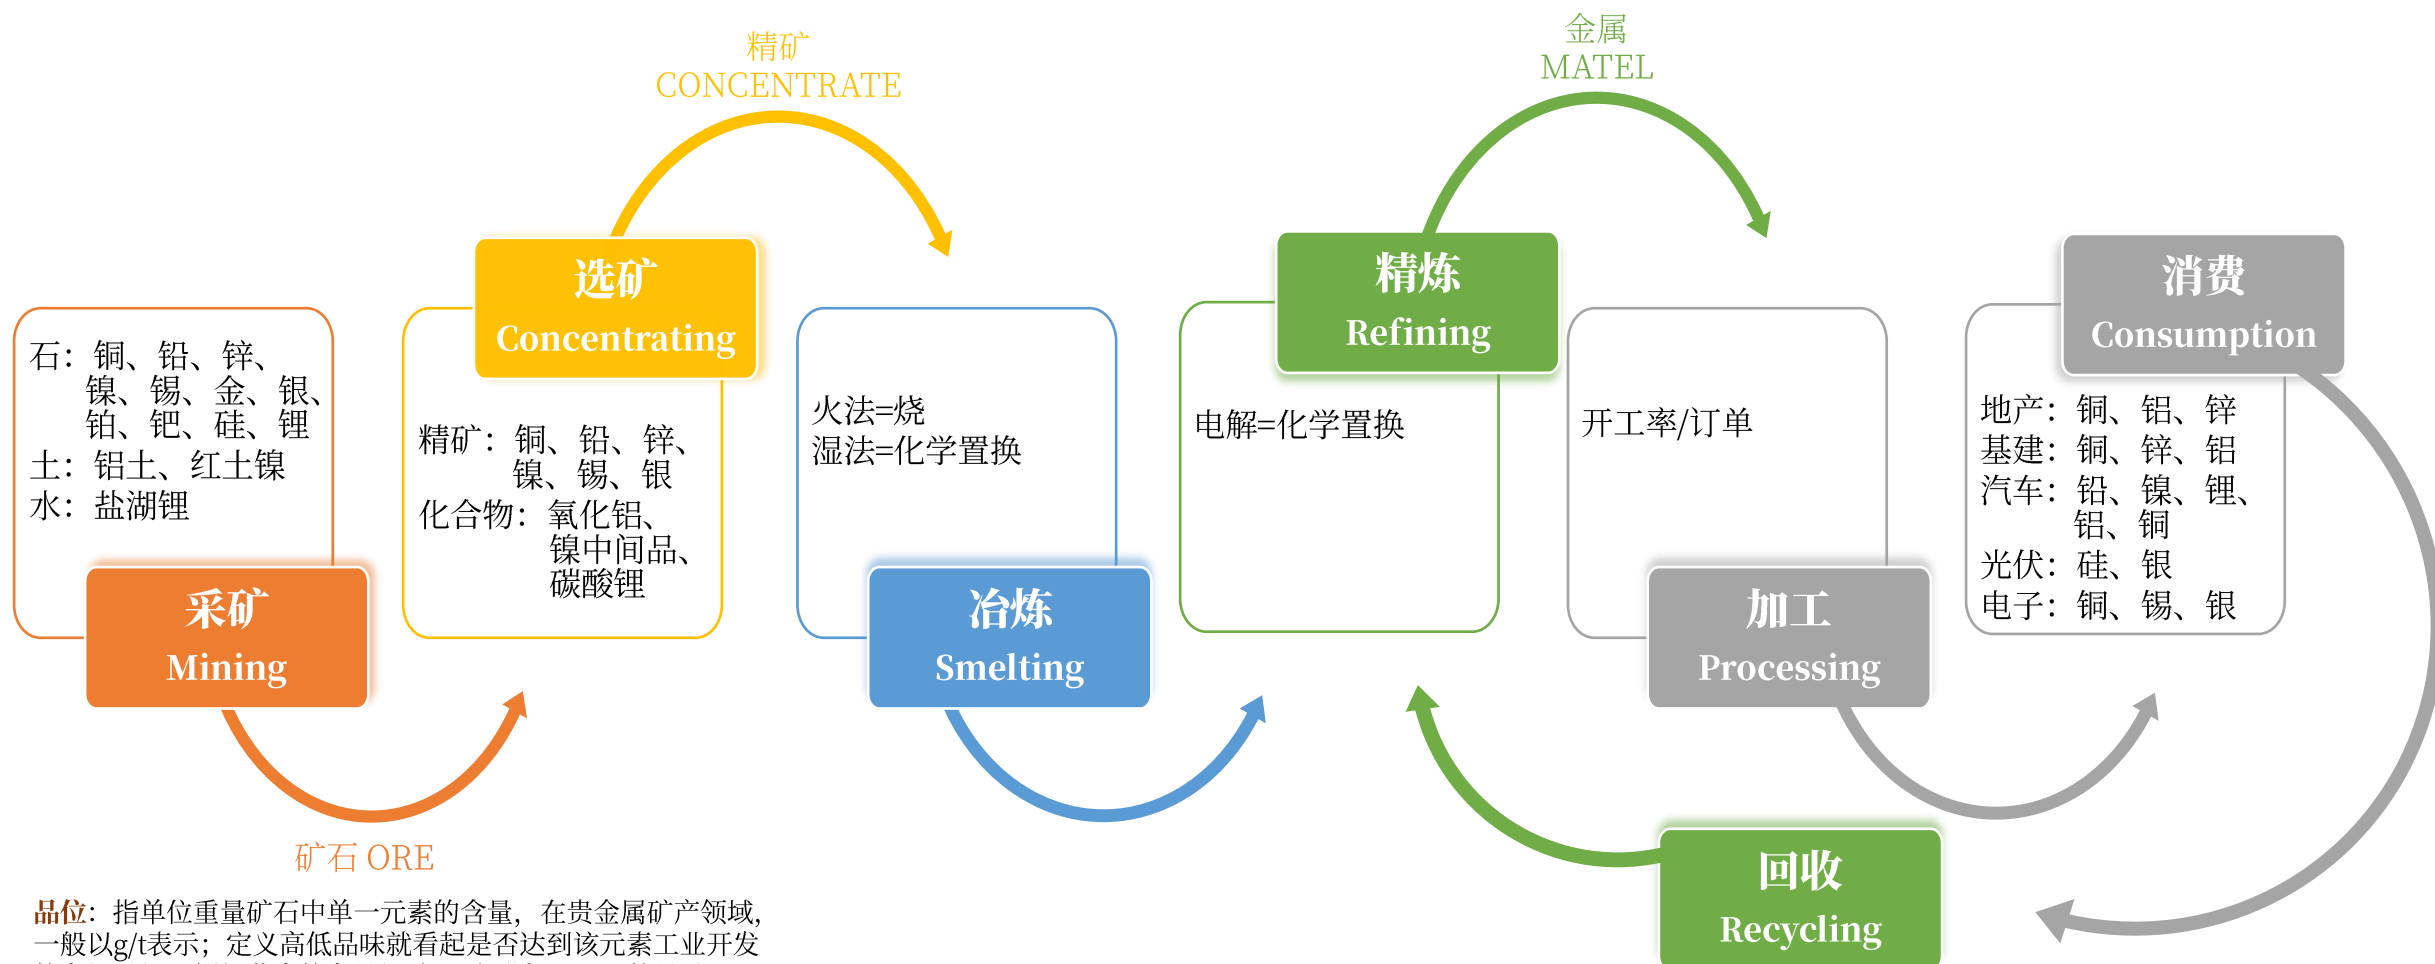 精矿
CONCENTRATE
金属
MATEL
选矿
Concentrating
精炼
Refining
消费
Consumption
石：铜、铅、锌、
镍、锡、金、银、
铂、钯、硅、锂
土：铝土、红土镍
水：盐湖锂
采矿
Mining
精矿：铜、铅、锌、
镍、锡、银
化合物：氧化铝、
镍中间品、
碳酸锂
火法=烧
湿法=化学置换
冶炼
Smelting
电解=化学置换
开工率/订单
加工
Processing
地产：铜、铝、锌
基建：铜、锌、铝
汽车：铅、镍、锂、
铝、铜
光伏：硅、银
电子：铜、锡、银
矿石 ORE
回收
Recycling
品位：指单位重量矿石中单一元素的含量，在贵金属矿产领域，
一般以g/t表示；定义高低品味就看起是否达到该元素工业开发